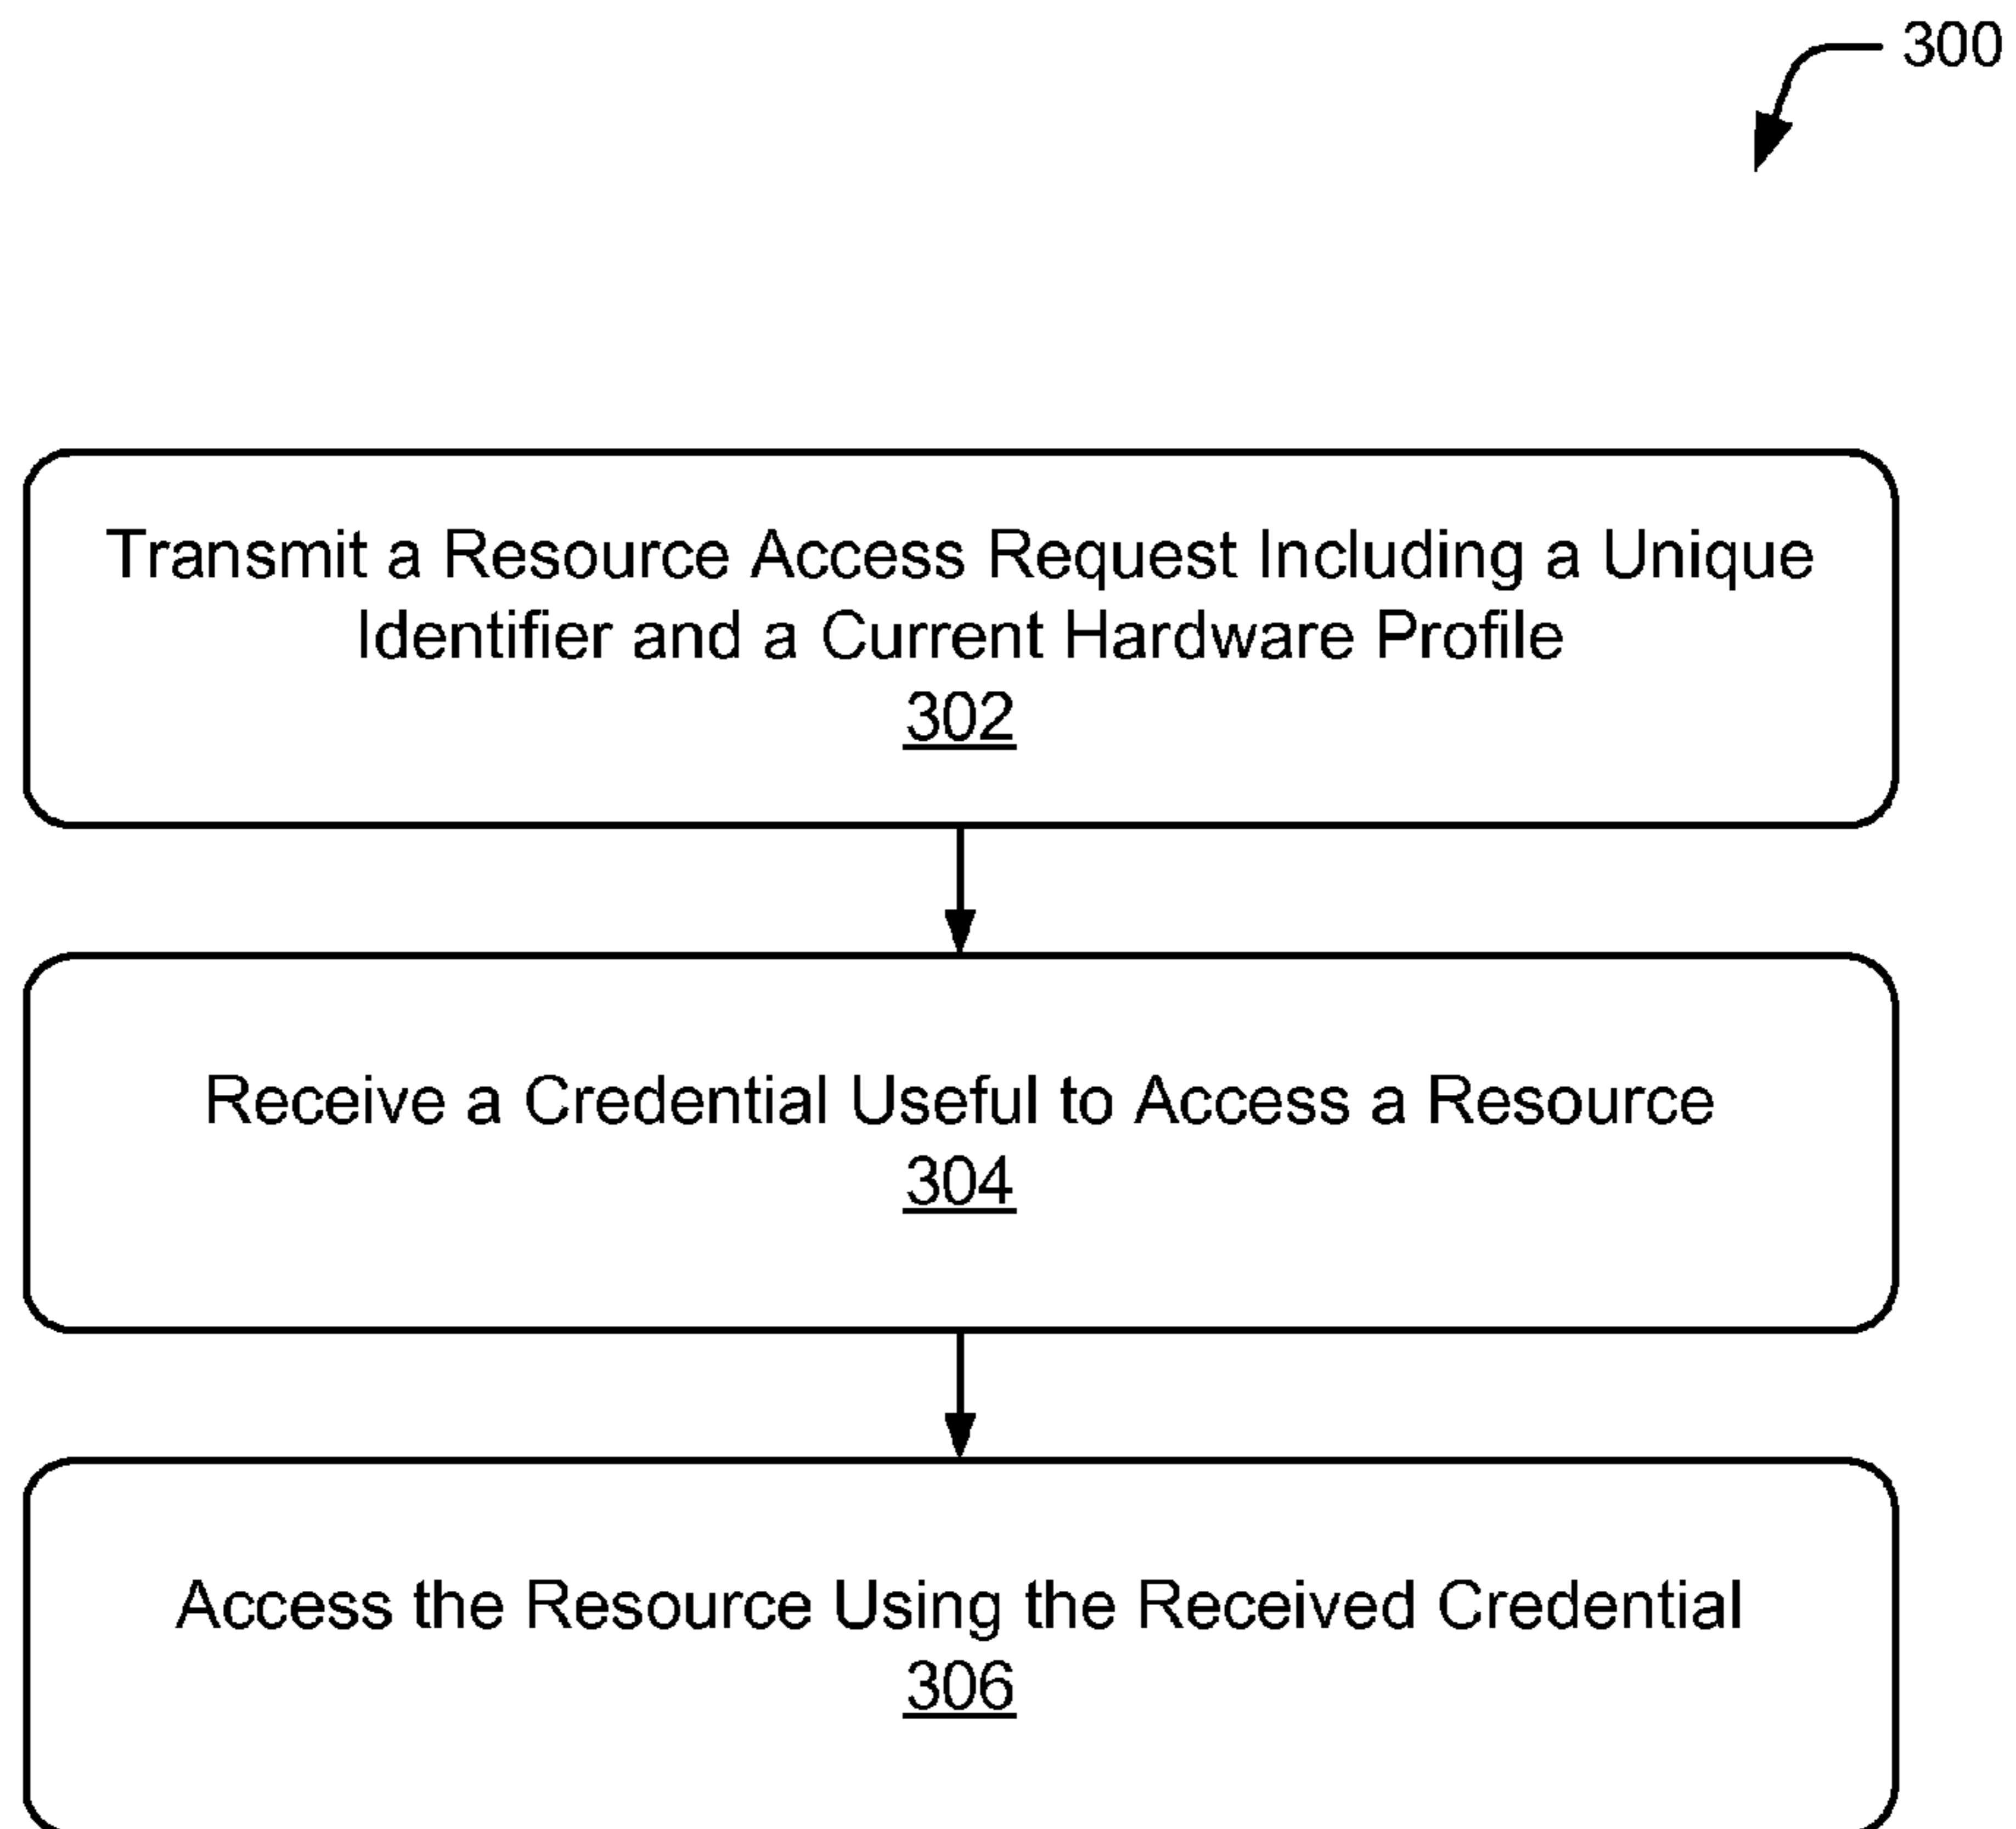 300
Transmit a Resource Access Request Including a Unique
Identifier and a Current Hardware Profile
302
Receive a Credential Useful to Access a Resource
304
Access the Resource Using the Received Credential
306